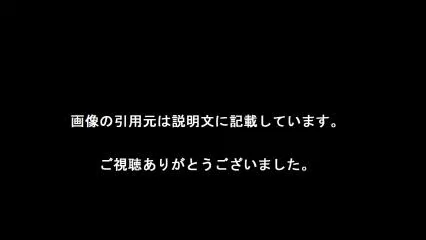 画像の引用元は説明文に記載しています。
ご視聴ありがとうございました。